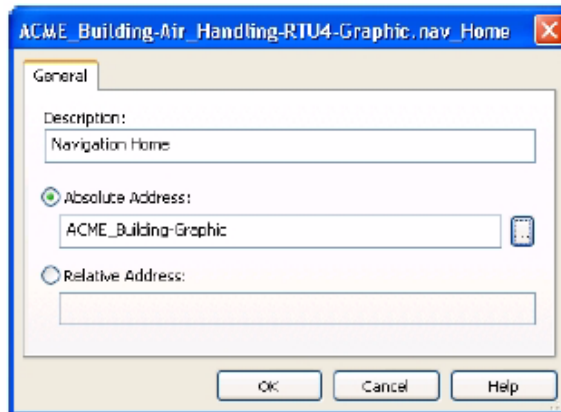 ACME_Building-Air_Handling-RTU4-Graphic.nav_Home
General
Description:
Navigation Home
Absolute Address:
ACME_Building-Graphic
...
Relative Address:
OK Cancel Help